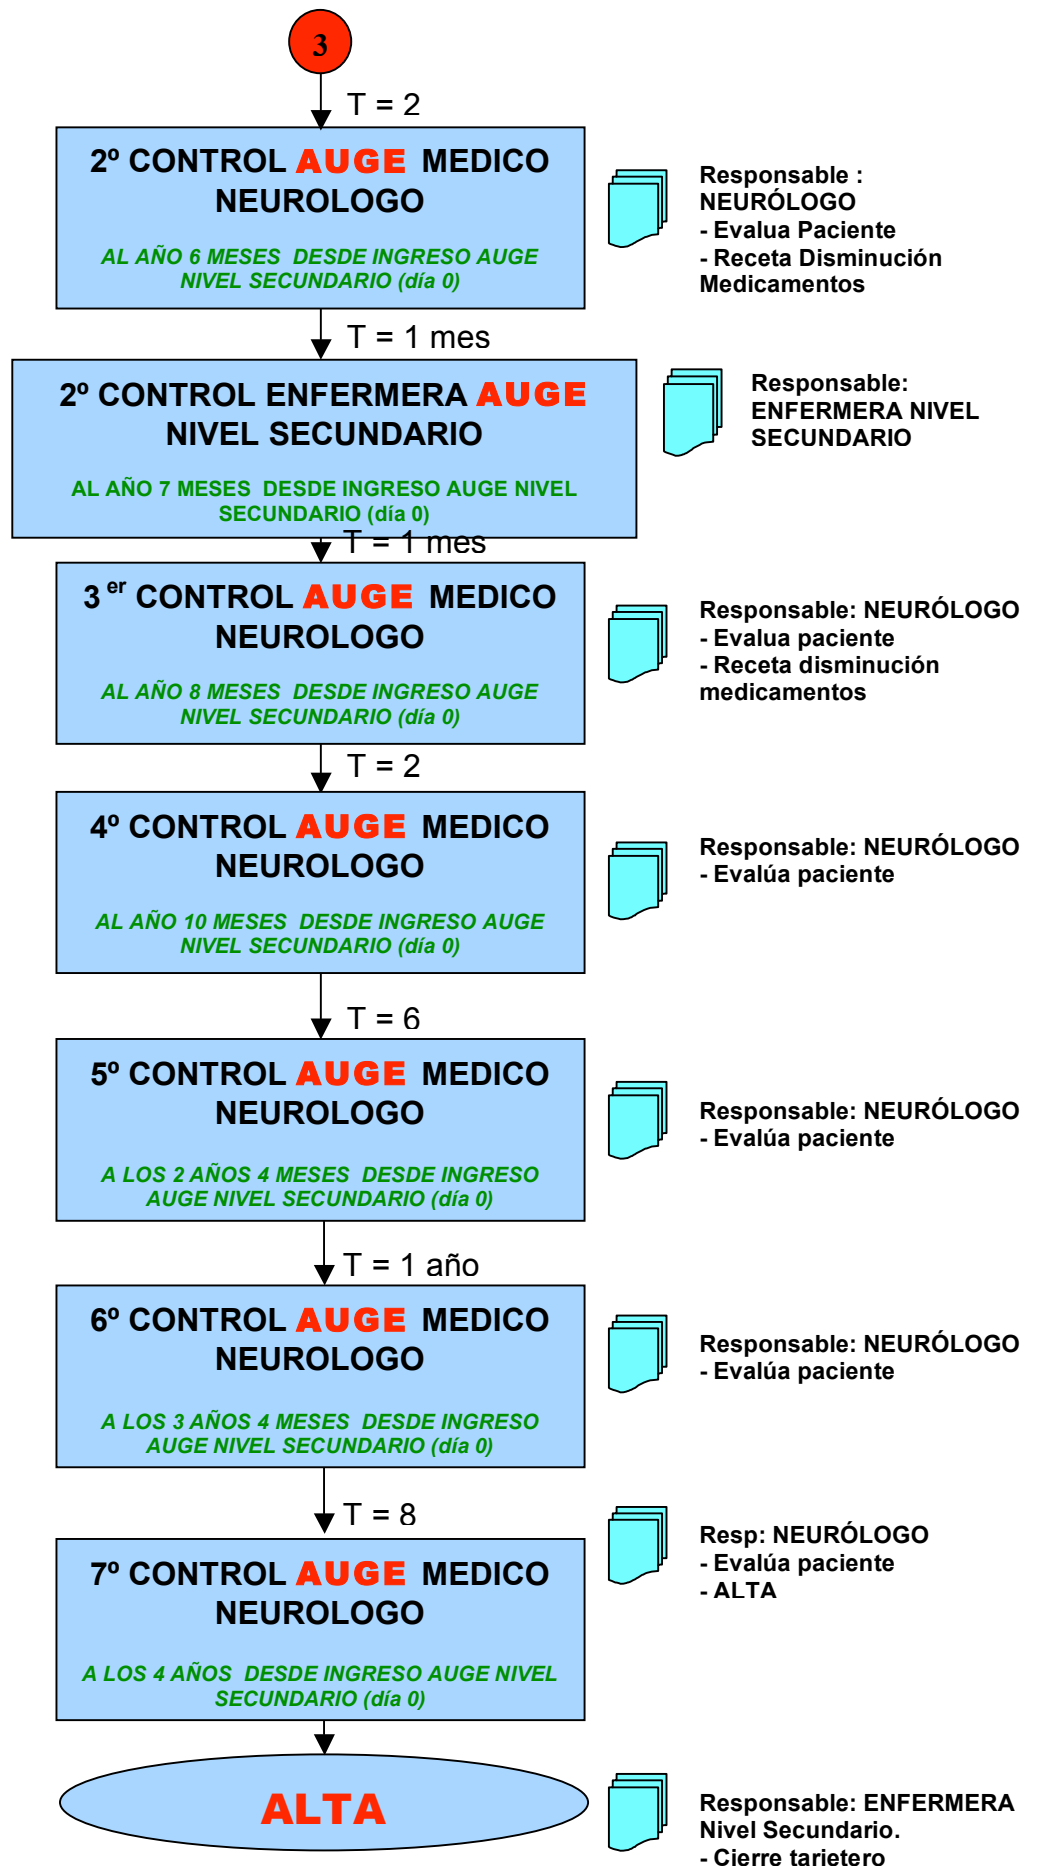 3
T = 2
2º CONTROL AUGE MEDICO
NEUROLOGO
AL AÑO 6 MESES DESDE INGRESO AUGE
NIVEL SECUNDARIO (día 0)
Responsable :
NEURÓLOGO
- Evalua Paciente
- Receta Disminución
Medicamentos
T = 1 mes
2º CONTROL ENFERMERA AUGE
NIVEL SECUNDARIO
AL AÑO 7 MESES DESDE INGRESO AUGE NIVEL
SECUNDARIO (día 0)
Responsable:
ENFERMERA NIVEL
SECUNDARIO
T = 1 mes
3 er CONTROL AUGE MEDICO
NEUROLOGO
AL AÑO 8 MESES DESDE INGRESO AUGE
NIVEL SECUNDARIO (día 0)
Responsable: NEURÓLOGO
- Evalua paciente
- Receta disminución
medicamentos
T = 2
4º CONTROL AUGE MEDICO
NEUROLOGO
AL AÑO 10 MESES DESDE INGRESO AUGE
NIVEL SECUNDARIO (día 0)
Responsable: NEURÓLOGO
- Evalúa paciente
T = 6
5º CONTROL AUGE MEDICO
NEUROLOGO
A LOS 2 AÑOS 4 MESES DESDE INGRESO
AUGE NIVEL SECUNDARIO (día 0)
Responsable: NEURÓLOGO
- Evalúa paciente
T = 1 año
6º CONTROL AUGE MEDICO
NEUROLOGO
A LOS 3 AÑOS 4 MESES DESDE INGRESO
AUGE NIVEL SECUNDARIO (día 0)
Responsable: NEURÓLOGO
- Evalúa paciente
T = 8
7º CONTROL AUGE MEDICO
NEUROLOGO
A LOS 4 AÑOS DESDE INGRESO AUGE NIVEL
SECUNDARIO (día 0)
Resp: NEURÓLOGO
- Evalúa paciente
- ALTA
ALTA
Responsable: ENFERMERA
Nivel Secundario.
- Cierre tarjetero